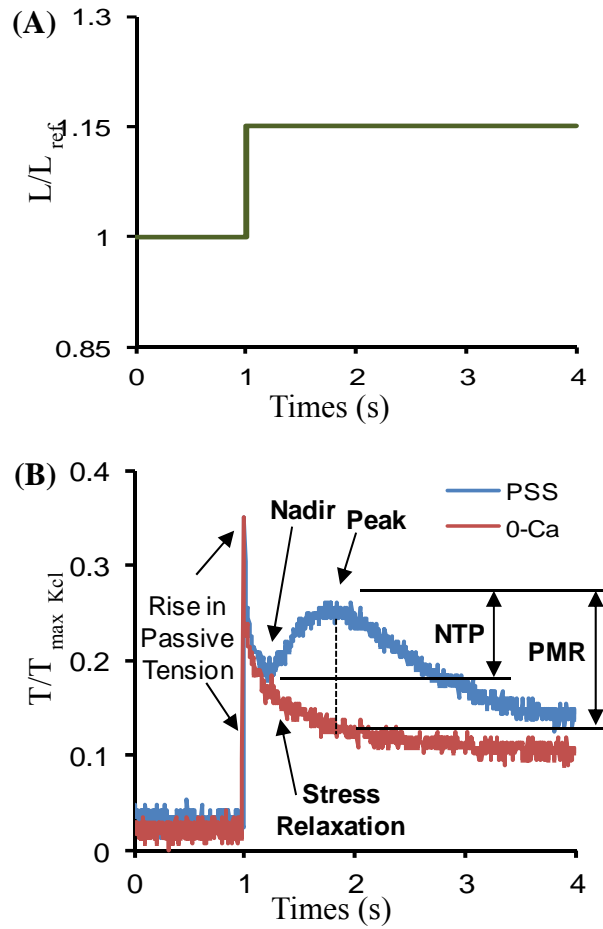 (A)
1.3
1.15
1
0.85
L/L ref
0 1 2 3 4
Times (s)
(B)
0.4
0.3
0.2
0.1
0
T/T max Kcl
Nadir
Peak
PSS
0-Ca
Rise in
Passive
Tension
NTP
PMR
Stress
Relaxation
0 1 2 3 4
Times (s)